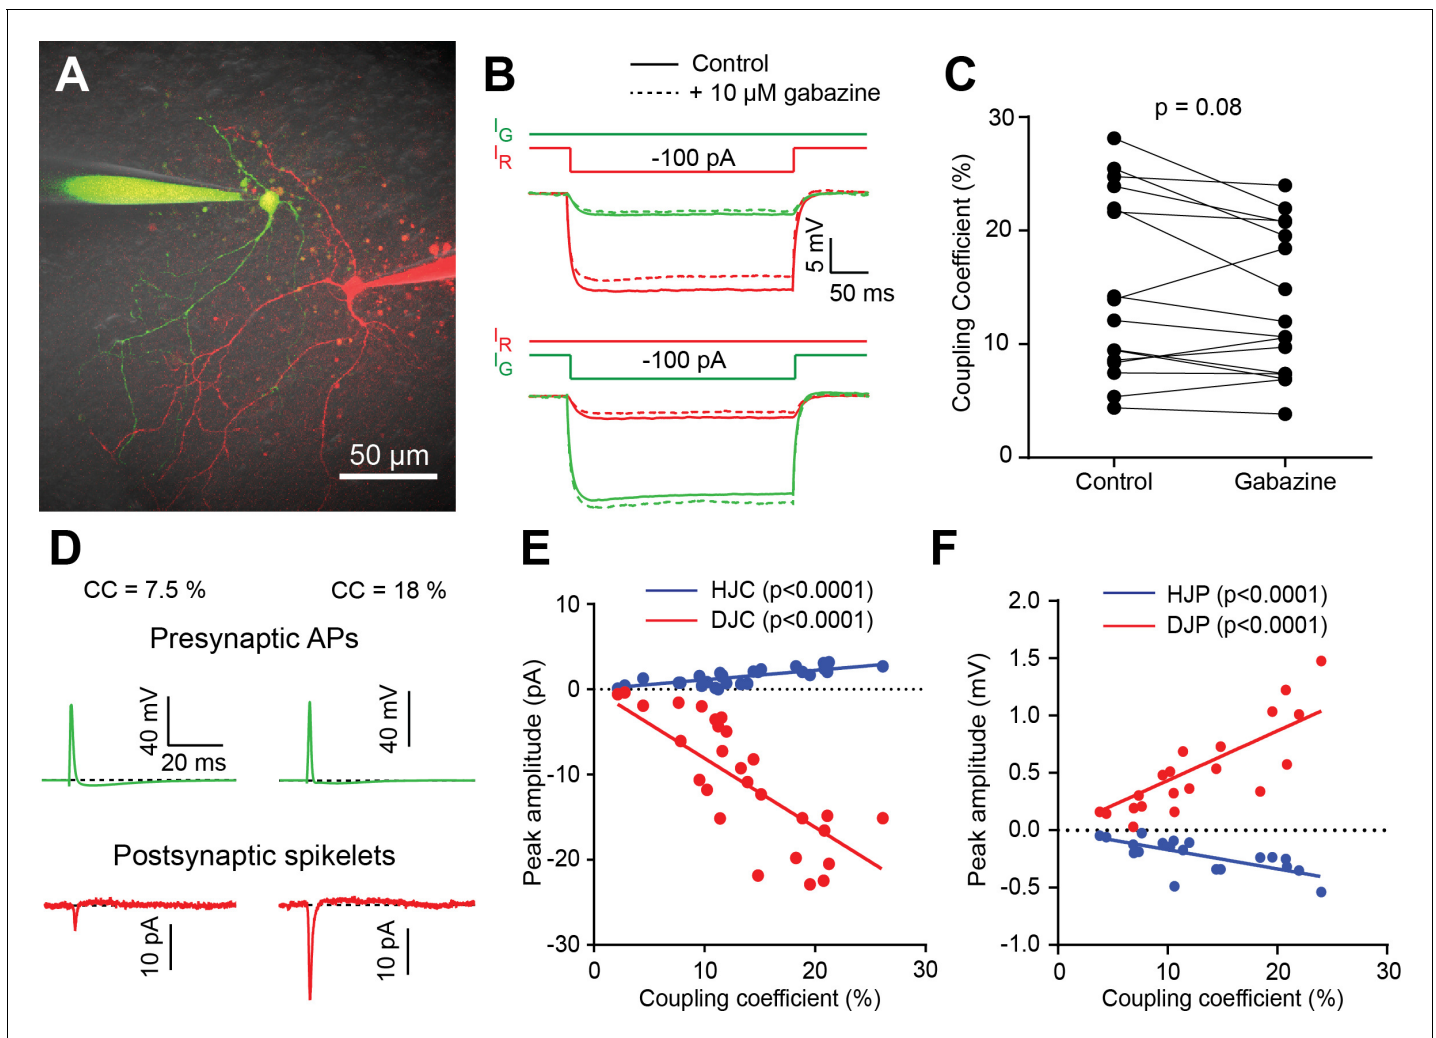 A
50 µm
B
Control
+ 10 µM gabazine
IG
IR
-100 pA
5 mV
50 ms
IR
IG
-100 pA
C
p = 0.08
30
20
10
0
Coupling Coefficient (%)
Control
Gabazine
D
CC = 7.5 %
CC = 18 %
Presynaptic APs
40 mV
20 ms
40 mV
Postsynaptic spikelets
10 pA
10 pA
E
HJC (p<0.0001)
DJC (p<0.0001)
10
0
-10
-20
-30
Peak amplitude (pA)
0
10
20
30
Coupling coefficient (%)
F
HJP (p<0.0001)
DJP (p<0.0001)
2.0
1.5
1.0
0.5
0.0
-0.5
-1.0
Peak amplitude (mV)
0
10
20
30
Coupling coefficient (%)